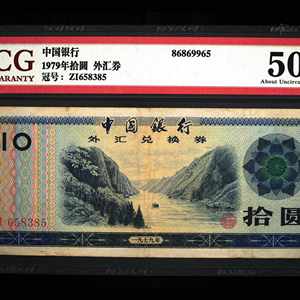 CG
ARANTY
中国银行
1979年拾圆 外汇券
冠号: ZI658385
86869965
50
About Uncircu
10
中国银行
外汇兑换券
658385
拾圆
一九七九年